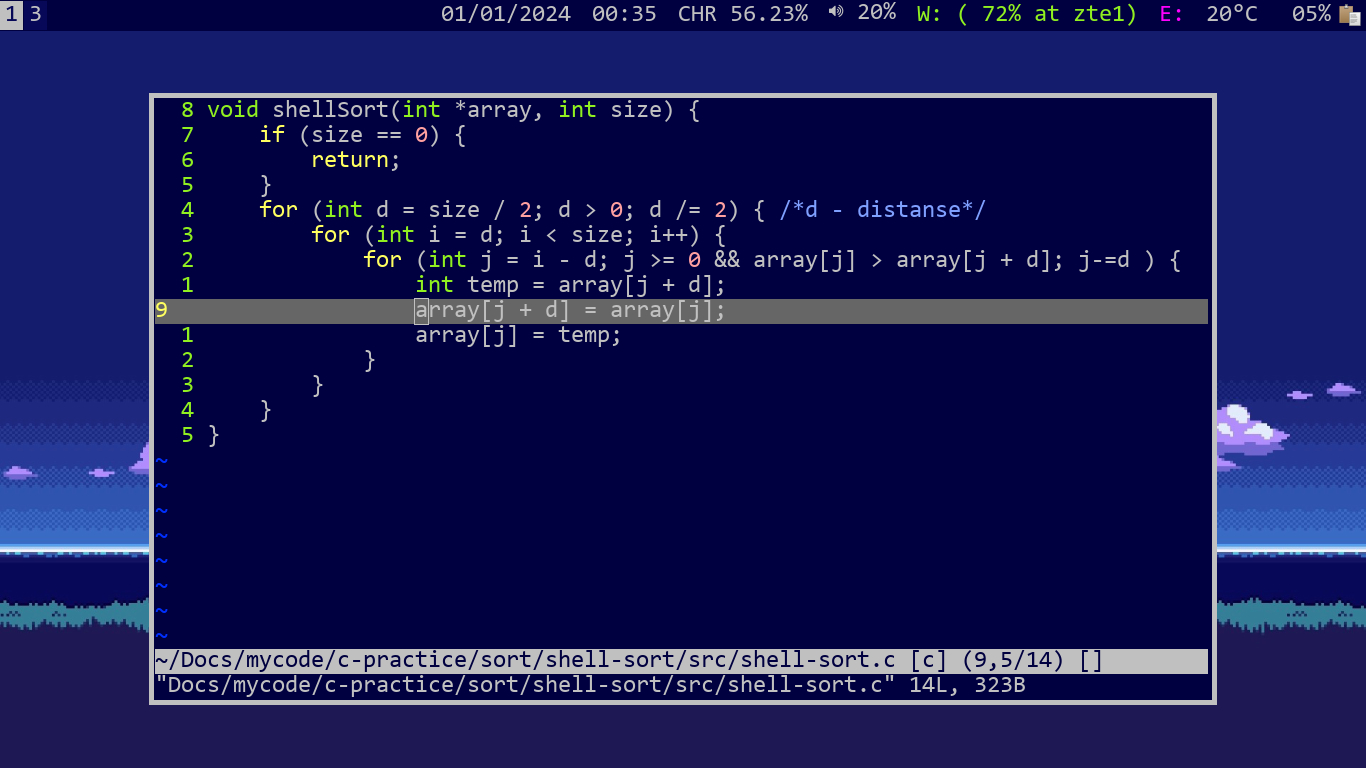 1 3 01/01/2024 00:35 CHR 56.23% 20% W: ( 72% at zte1) E: 20°C 05%
8 void shellSort(int *array, int size) {
7     if (size == 0) {
6         return;
5     }
4     for (int d = size / 2; d > 0; d /= 2) { /*d - distanse*/
3         for (int i = d; i < size; i++) {
2             for (int j = i - d; j >= 0 && array[j] > array[j + d]; j-=d ) {
1                 int temp = array[j + d];
9                 array[j + d] = array[j];
1                 array[j] = temp;
2             }
3         }
4     }
5 }
~
~
~
~
~
~
~
~
~/Docs/mycode/c-practice/sort/shell-sort/src/shell-sort.c [c] (9,5/14) []
"Docs/mycode/c-practice/sort/shell-sort/src/shell-sort.c" 14L, 323B